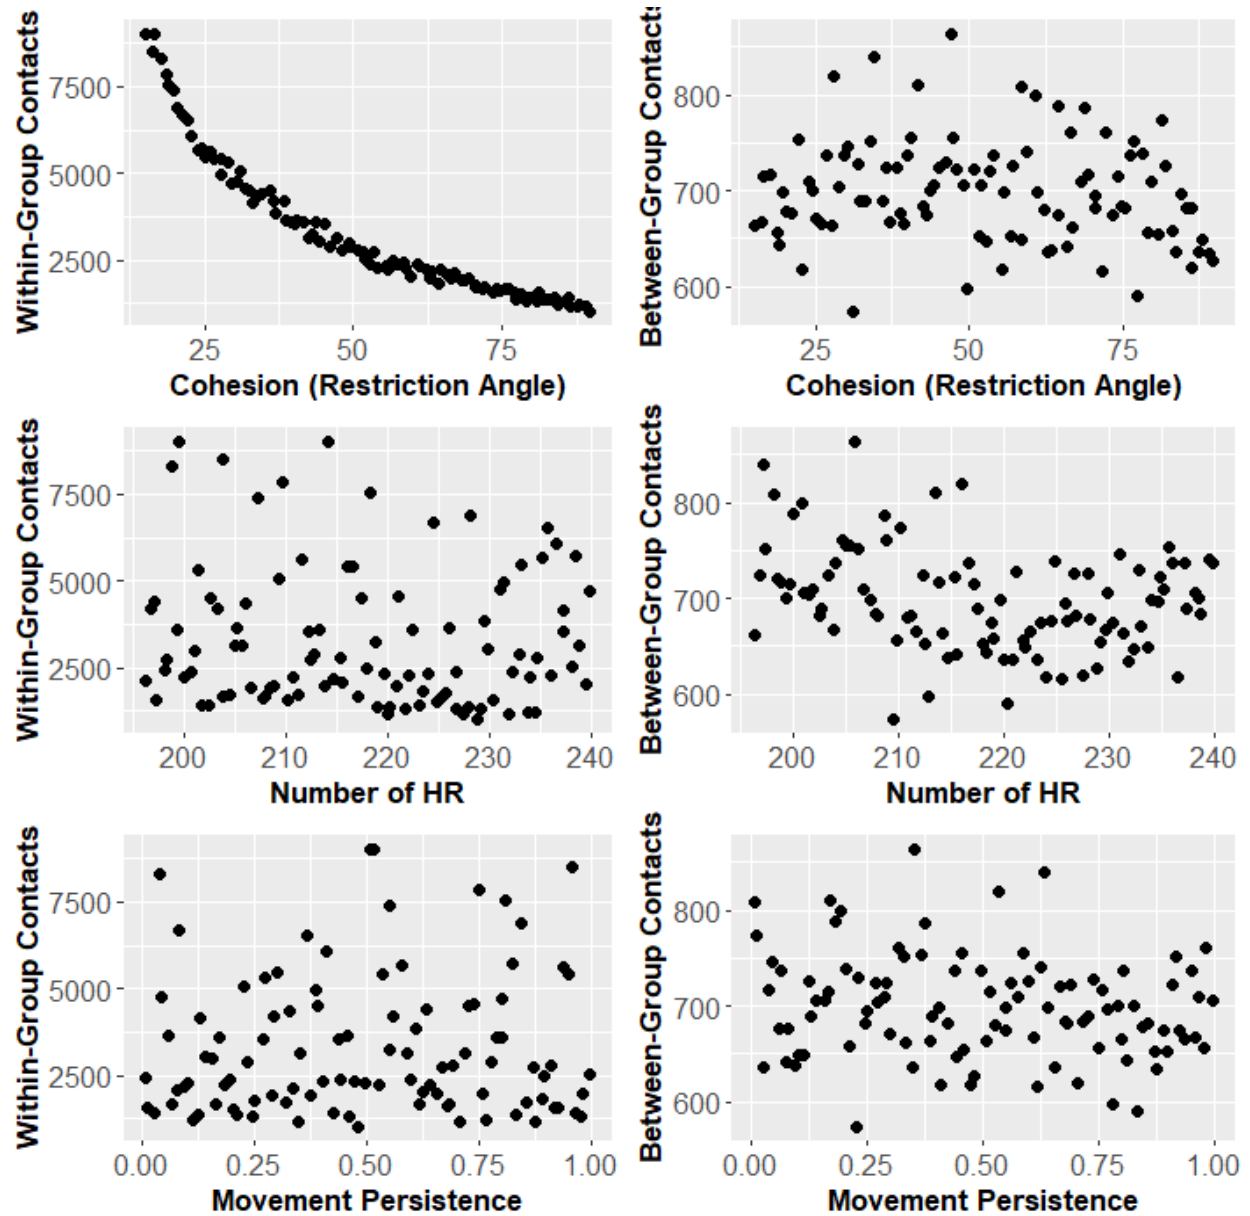 Within-Group Contacts
7500
5000
2500
25 50 75
Cohesion (Restriction Angle)
Between-Group Contacts
800
700
600
25 50 75
Cohesion (Restriction Angle)
Within-Group Contacts
7500
5000
2500
200 210 220 230 240
Number of HR
Between-Group Contacts
800
700
600
200 210 220 230 240
Number of HR
Within-Group Contacts
7500
5000
2500
0.00 0.25 0.50 0.75 1.00
Movement Persistence
Between-Group Contacts
800
700
600
0.00 0.25 0.50 0.75 1.00
Movement Persistence